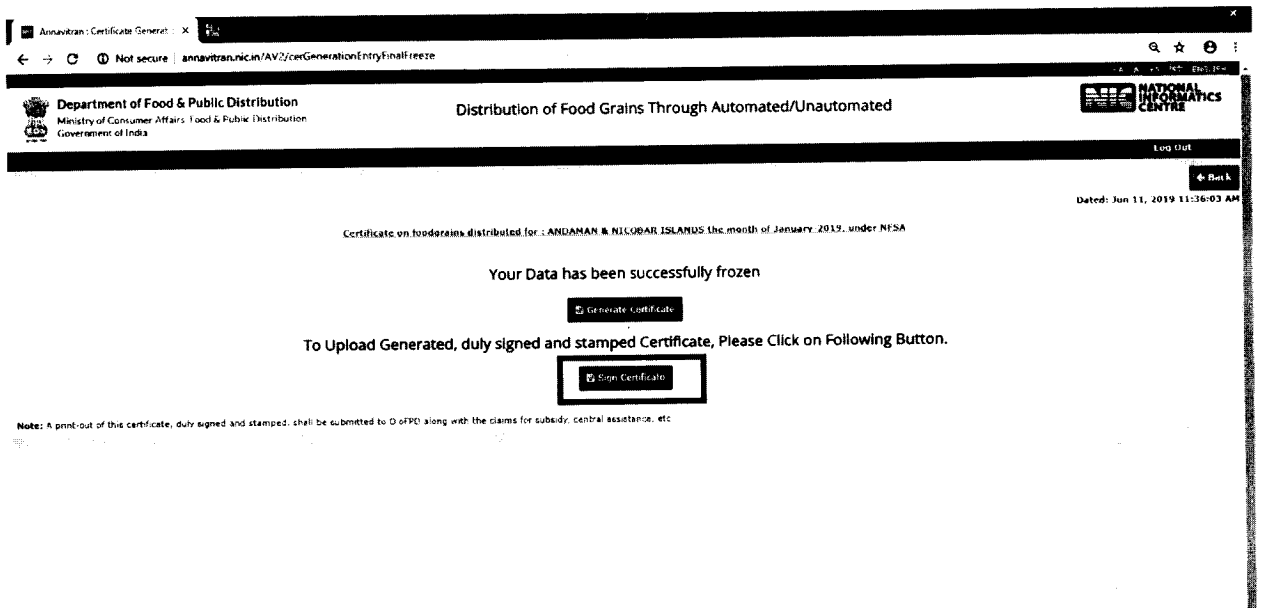 Annavitran : Certificate Generat :
Not secure | annavitran.nic.in/AV2/cerGenerationEntryFinalFreeze
ENGLISH
Department of Food & Public Distribution
Ministry of Consumer Affairs Food & Public Distribution
Government of India
Distribution of Food Grains Through Automated/Unautomated
NIC NATIONAL
INFORMATICS
CENTRE
Log Out
Back
Dated: Jun 11, 2019 11:36:03 AM
Certificate on foodgrains distributed for : ANDAMAN & NICOBAR ISLANDS the month of January-2019, under NFSA
Your Data has been successfully frozen
Generate Certificate
To Upload Generated, duly signed and stamped Certificate, Please Click on Following Button.
Sign Certificate
Note: A print-out of this certificate, duly signed and stamped, shall be submitted to DoFPD along with the claims for subsidy, central assistance, etc